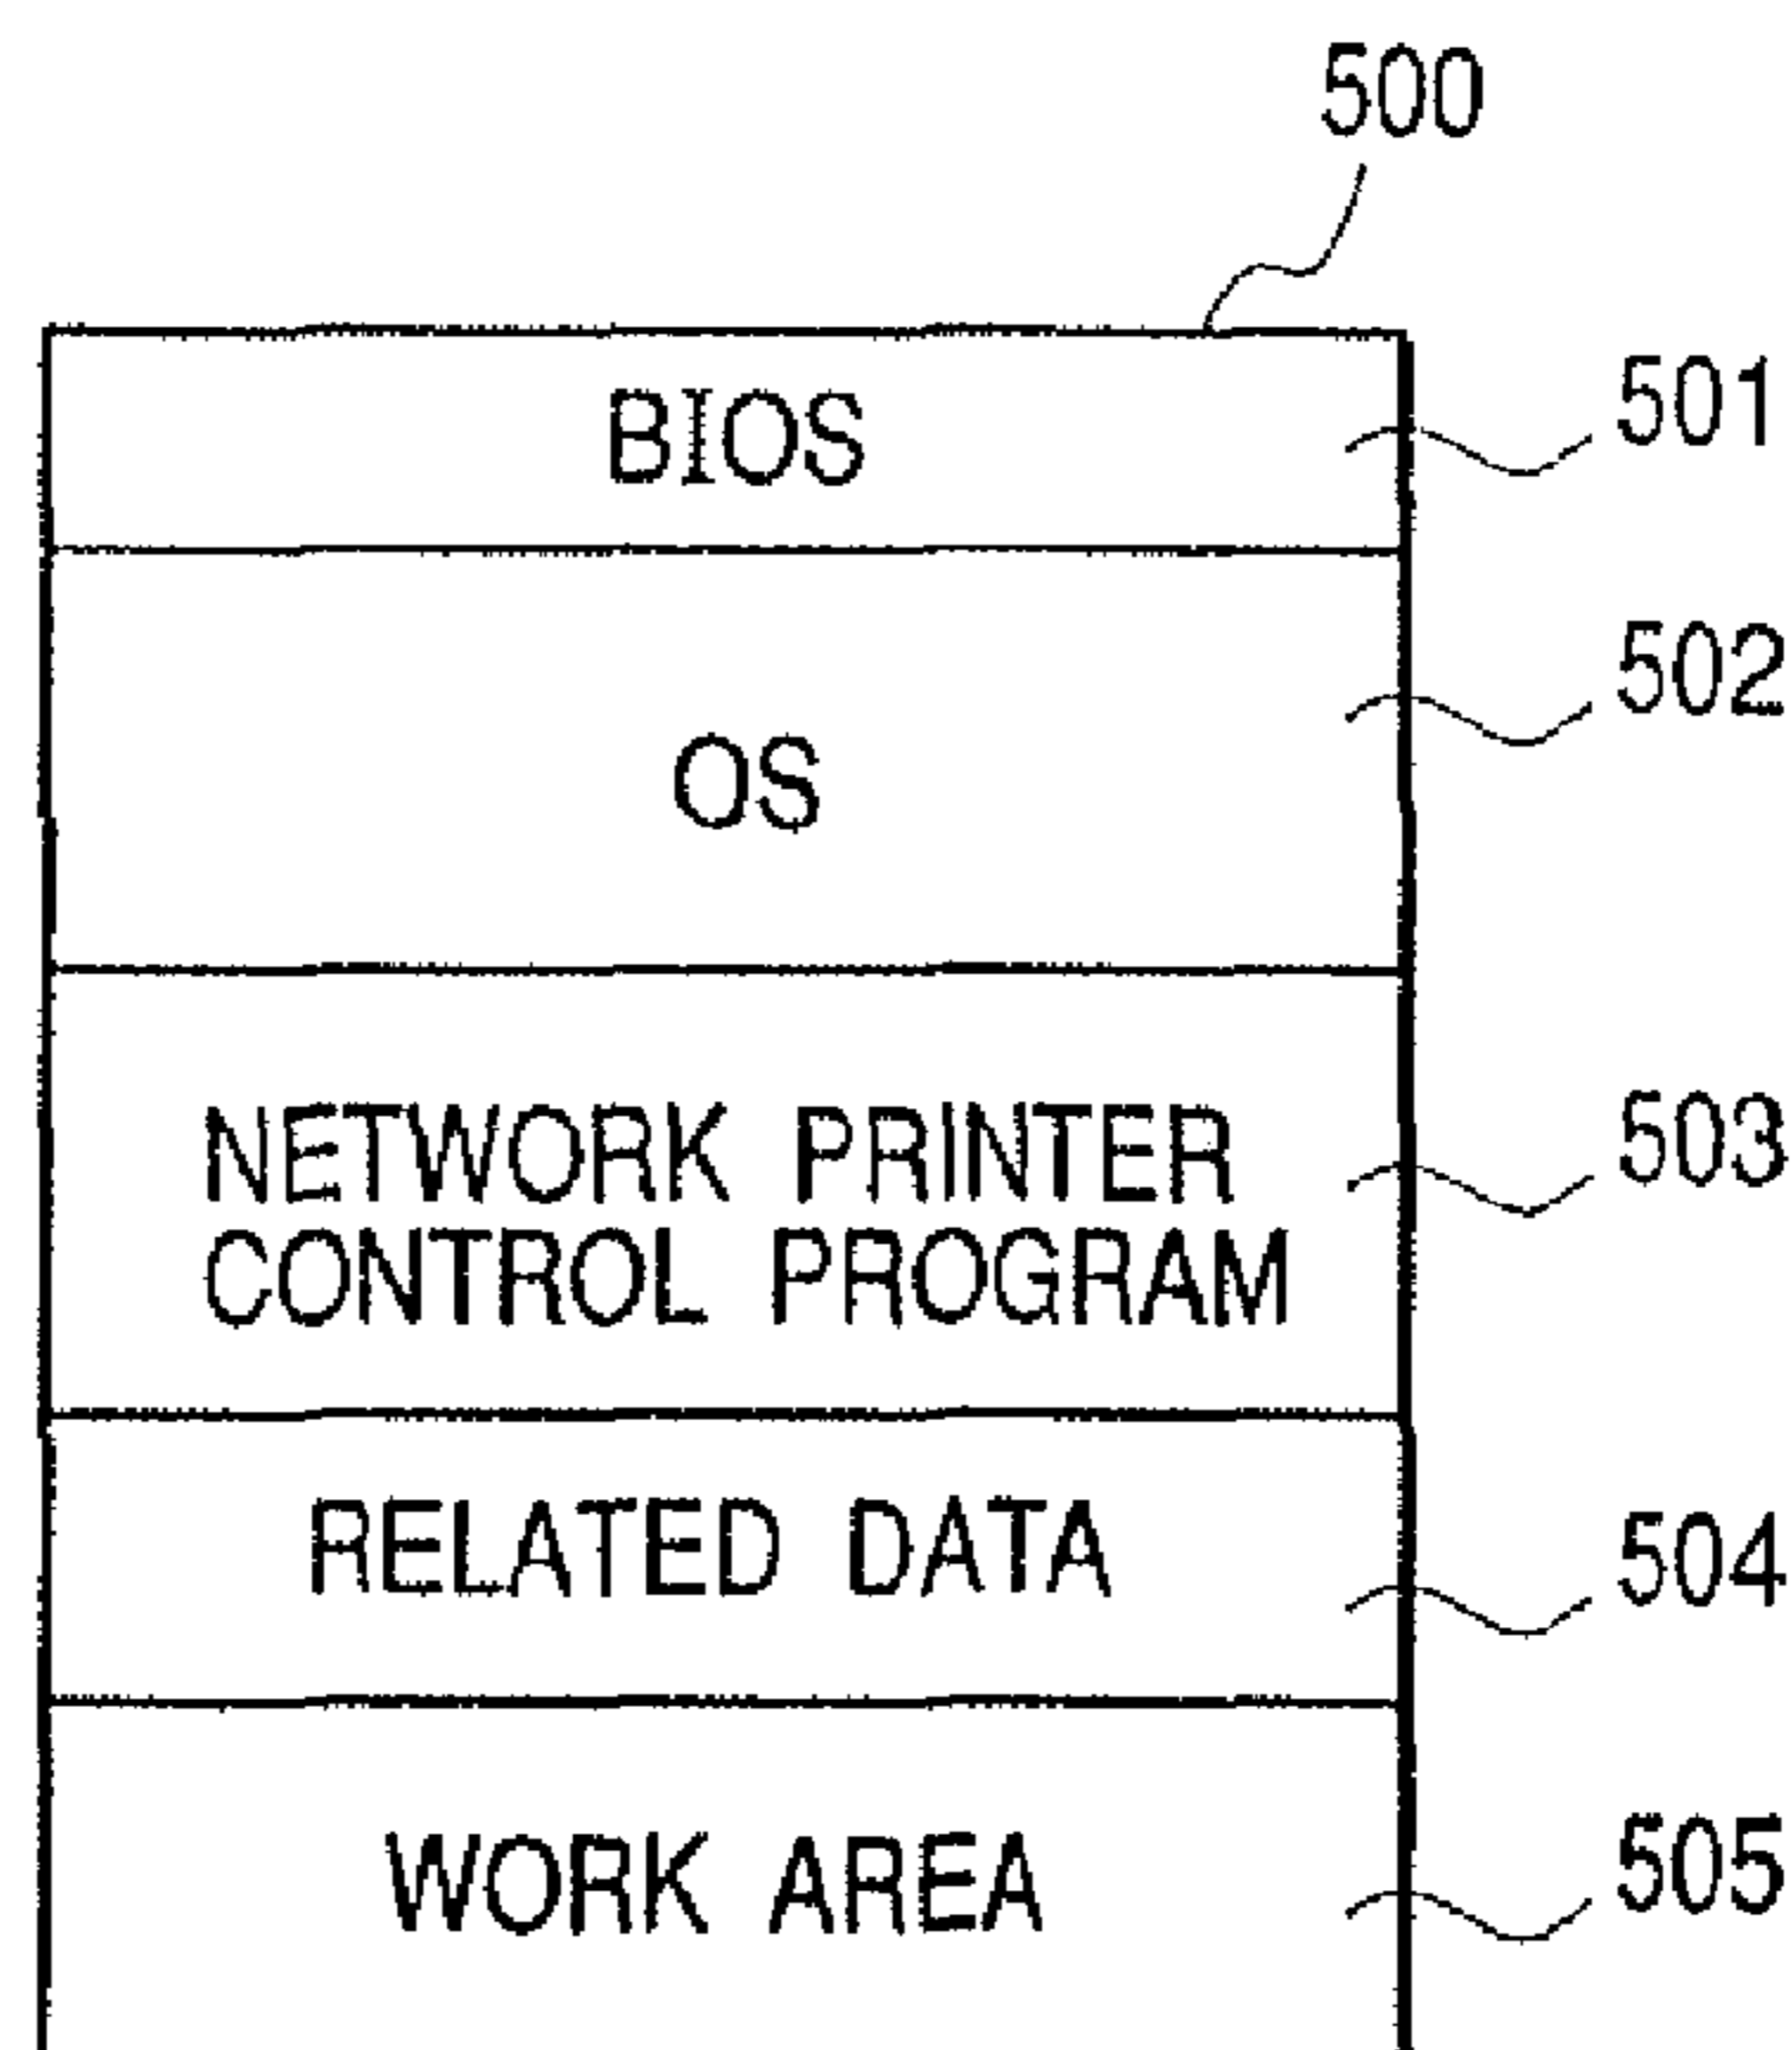 500
BIOS 501
OS 502
NETWORK PRINTER 503
CONTROL PROGRAM
RELATED DATA 504
WORK AREA 505